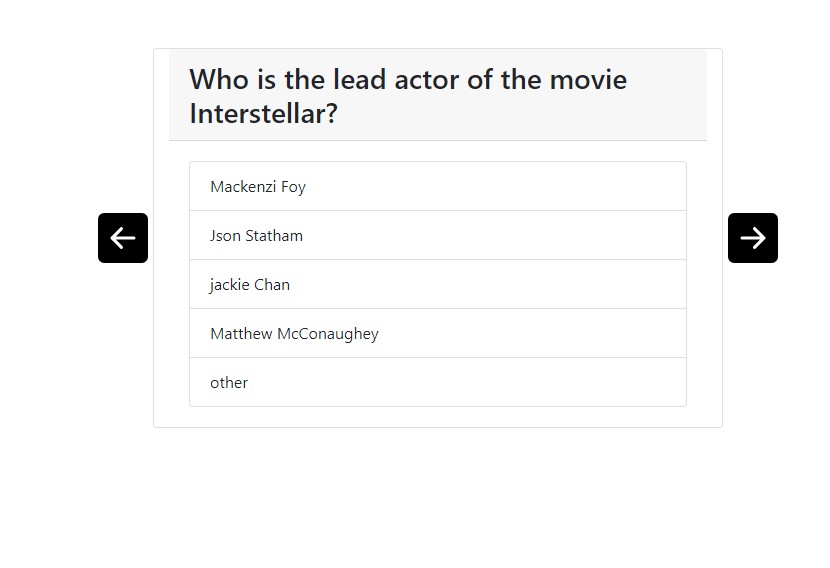 Who is the lead actor of the movie
Interstellar?
Mackenzi Foy
Json Statham
jackie Chan
Matthew McConaughey
other